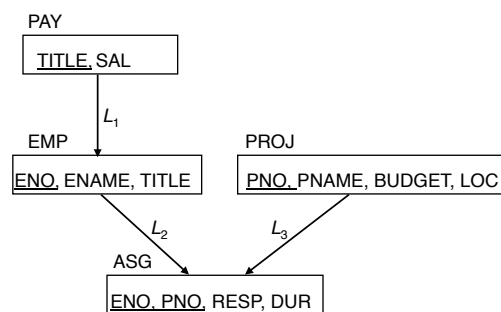 PAY
TITLE, SAL
L1
EMP
PROJ
ENO, ENAME, TITLE
PNO, PNAME, BUDGET, LOC
L2
L3
ASG
ENO, PNO, RESP, DUR